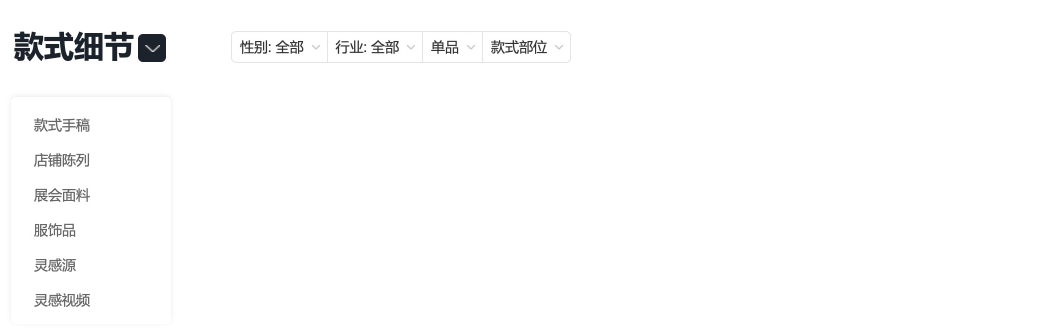 款式细节
性别: 全部 行业: 全部 单品 款式部位
款式手稿
店铺陈列
展会面料
服饰品
灵感源
灵感视频